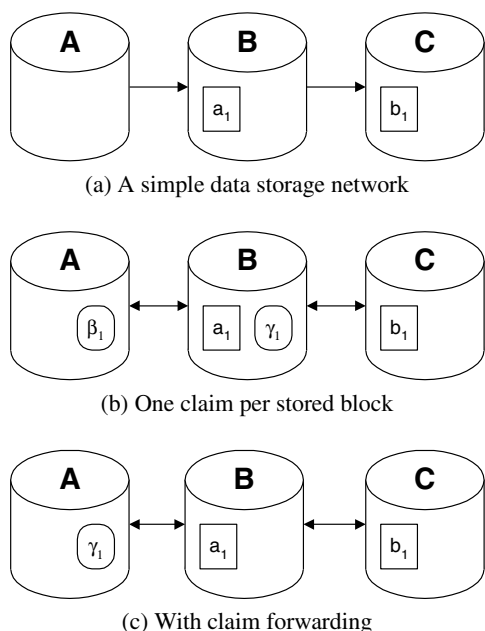 A B C
a₁ b₁
(a) A simple data storage network
A B C
β₁ a₁ γ₁ b₁
(b) One claim per stored block
A B C
γ₁ a₁ b₁
(c) With claim forwarding